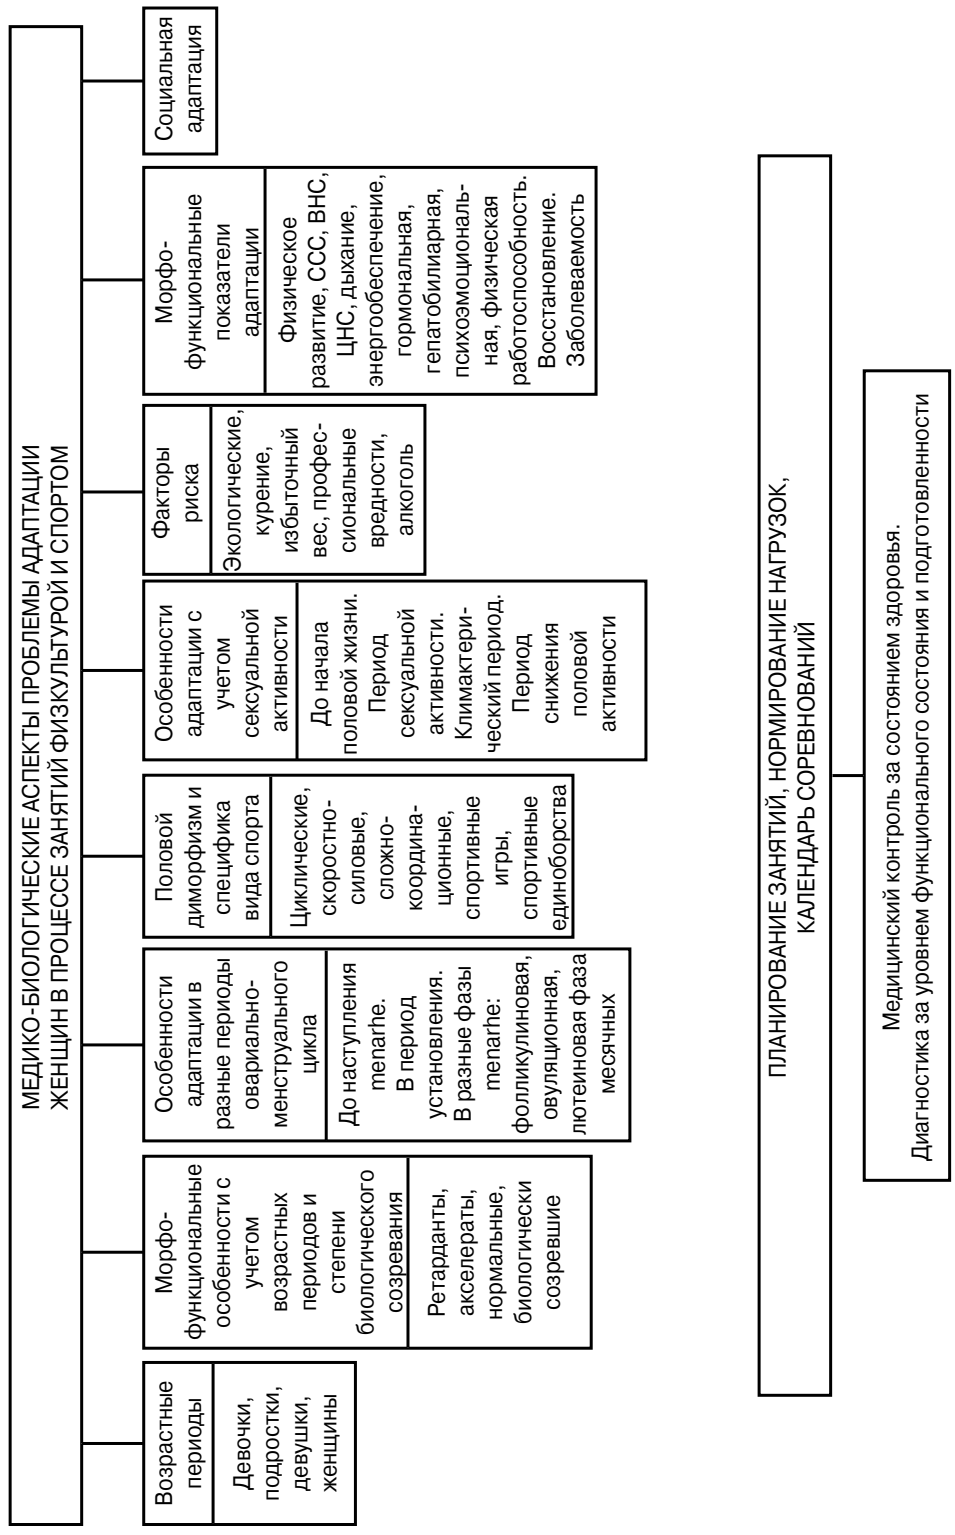 МЕДИКО-БИОЛОГИЧЕСКИЕ АСПЕКТЫ ПРОБЛЕМЫ АДАПТАЦИИ
ЖЕНЩИН В ПРОЦЕССЕ ЗАНЯТИЙ ФИЗКУЛЬТУРОЙ И СПОРТОМ
Возрастные
периоды
Девочки,
подростки,
девушки,
женщины
Морфо-
функциональные
особенности с
учетом
возрастных
периодов и
степени
биологического
созревания
Ретарданты,
акселераты,
нормальные,
биологически
созревшие
Особенности
адаптации в
разные периоды
овариально-
менструального
цикла
До наступления
menarhe.
В период
установления.
В разные фазы
menarhe:
фолликулиновая,
овуляционная,
лютеиновая фаза
месячных
Половой
диморфизм и
специфика
вида спорта
Циклические,
скоростно-
силовые,
сложно-
координа-
ционные,
спортивные
игры,
спортивные
единоборства
Особенности
адаптации с
учетом
сексуальной
активности
До начала
половой жизни.
Период
сексуальной
активности.
Климактери-
ческий период.
Период
снижения
половой
активности
Факторы
риска
Экологические,
курение,
избыточный
вес, профес-
сиональные
вредности,
алкоголь
Морфо-
функциональные
показатели
адаптации
Физическое
развитие, ССС, ВНС,
ЦНС, дыхание,
энергообеспечение,
гормональная,
гепатобилиарная,
психоэмоциональ-
ная, физическая
работоспособность.
Восстановление.
Заболеваемость
Социальная
адаптация
ПЛАНИРОВАНИЕ ЗАНЯТИЙ, НОРМИРОВАНИЕ НАГРУЗОК,
КАЛЕНДАРЬ СОРЕВНОВАНИЙ
Медицинский контроль за состоянием здоровья.
Диагностика за уровнем функционального состояния и подготовленности